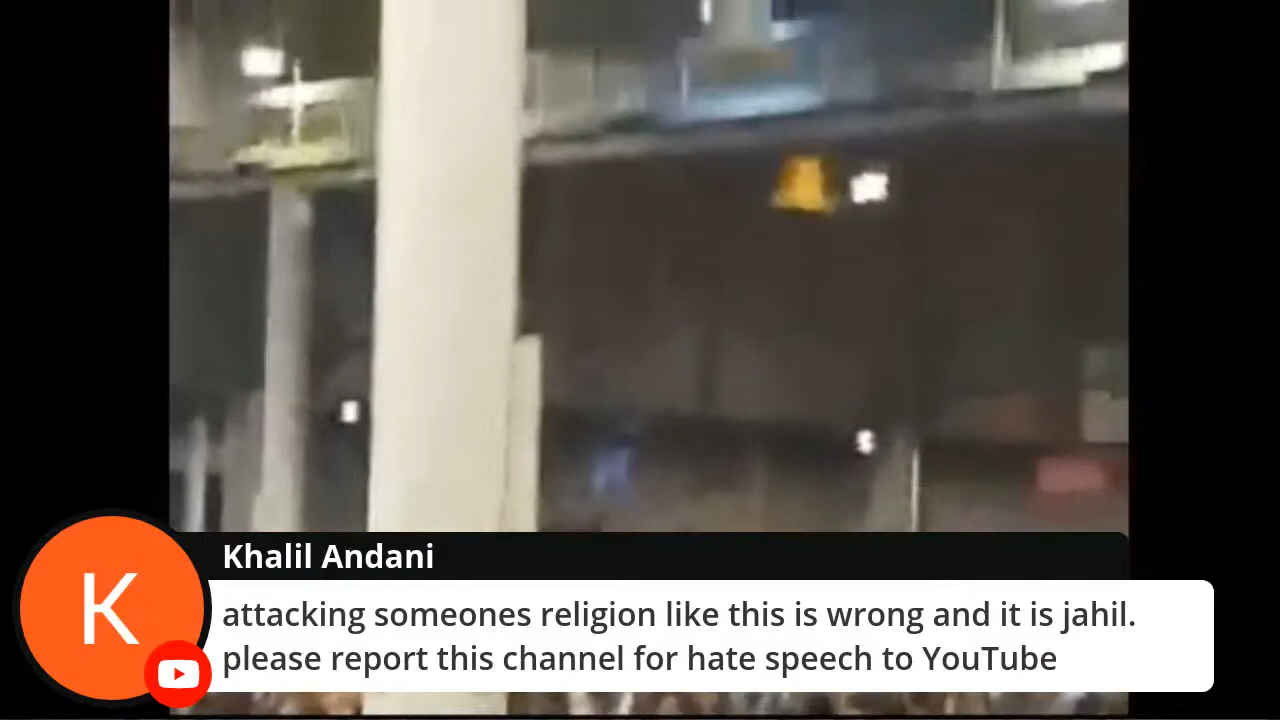 Khalil Andani
K
attacking someones religion like this is wrong and it is jahil.
please report this channel for hate speech to YouTube